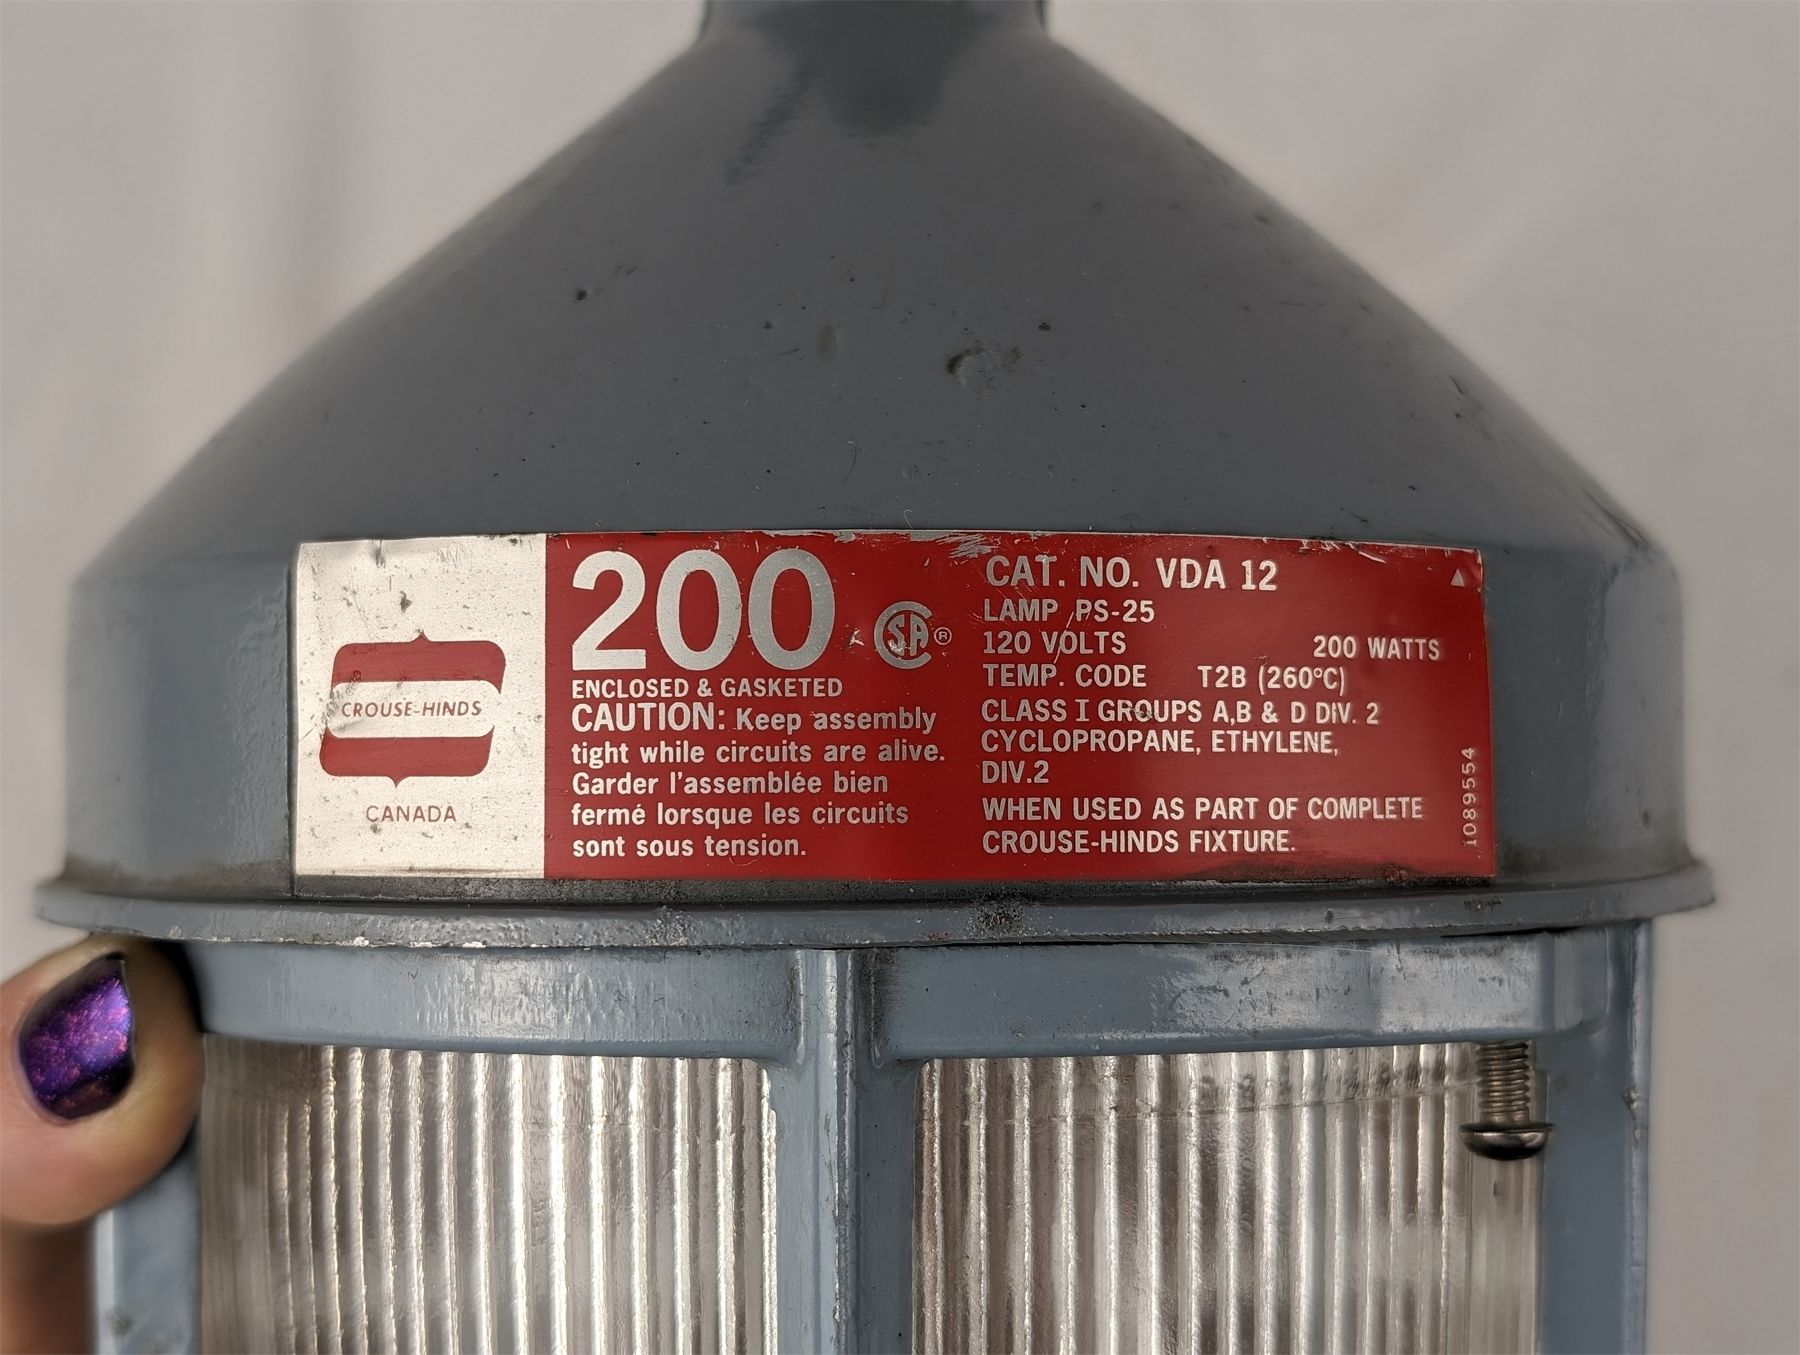 CROUSE-HINDS
CANADA
200
SA ®
ENCLOSED & GASKETED
CAUTION: Keep assembly
tight while circuits are alive.
Garder l'assemblée bien
fermé lorsque les circuits
sont sous tension.
CAT. NO. VDA 12
LAMP PS-25
120 VOLTS 200 WATTS
TEMP. CODE T2B (260°C)
CLASS I GROUPS A,B & D DIV. 2
CYCLOPROPANE, ETHYLENE,
DIV.2
WHEN USED AS PART OF COMPLETE
CROUSE-HINDS FIXTURE.
1089554